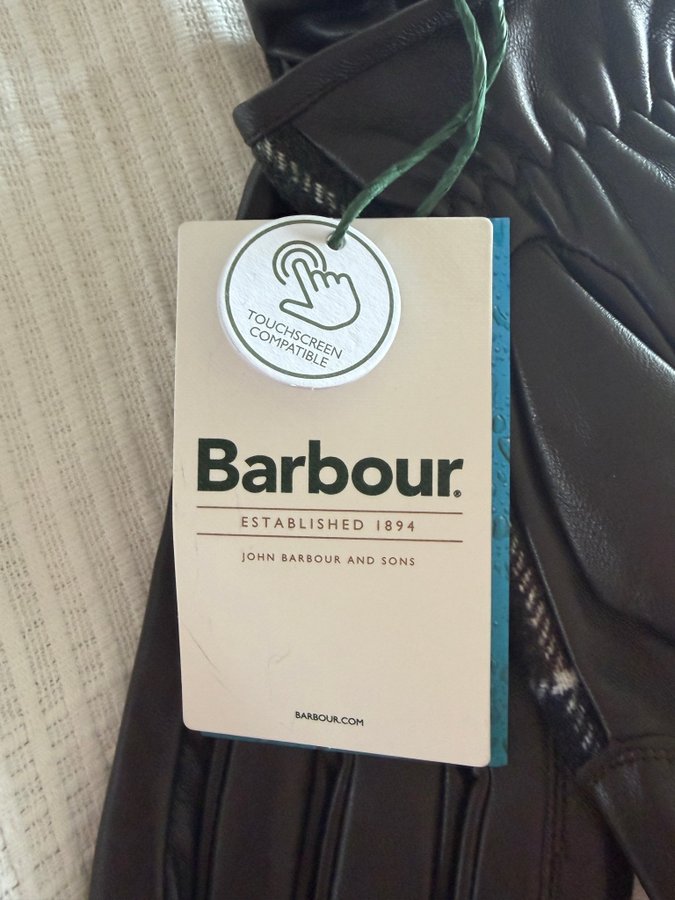 TOUCHSCREEN
COMPATIBLE
Barbour®
ESTABLISHED 1894
JOHN BARBOUR AND SONS
BARBOUR.COM